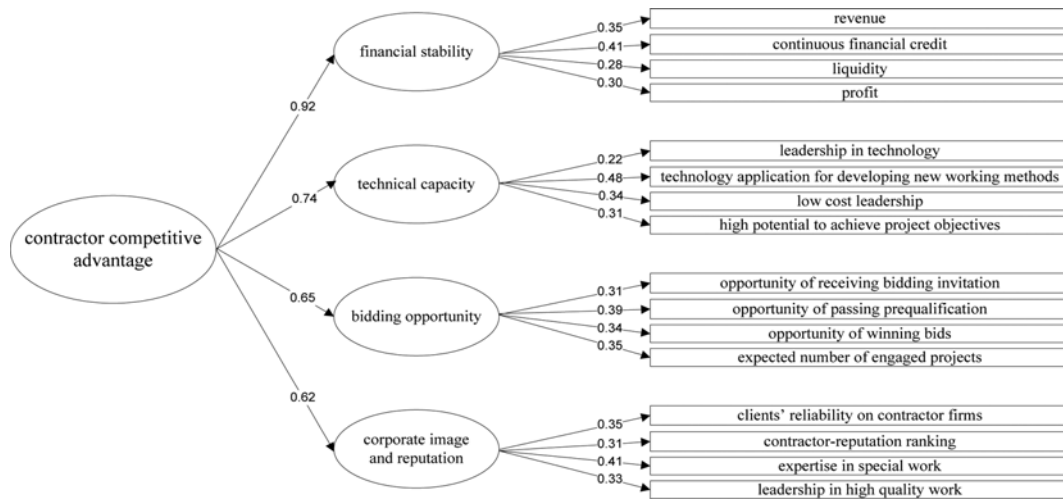 contractor competitive
advantage
0.92
0.74
0.65
0.62
financial stability
0.35
0.41
0.28
0.30
revenue
continuous financial credit
liquidity
profit
technical capacity
0.22
0.48
0.34
0.31
leadership in technology
technology application for developing new working methods
low cost leadership
high potential to achieve project objectives
bidding opportunity
0.31
0.39
0.34
0.35
opportunity of receiving bidding invitation
opportunity of passing prequalification
opportunity of winning bids
expected number of engaged projects
corporate image
and reputation
0.35
0.31
0.41
0.33
clients’ reliability on contractor firms
contractor-reputation ranking
expertise in special work
leadership in high quality work